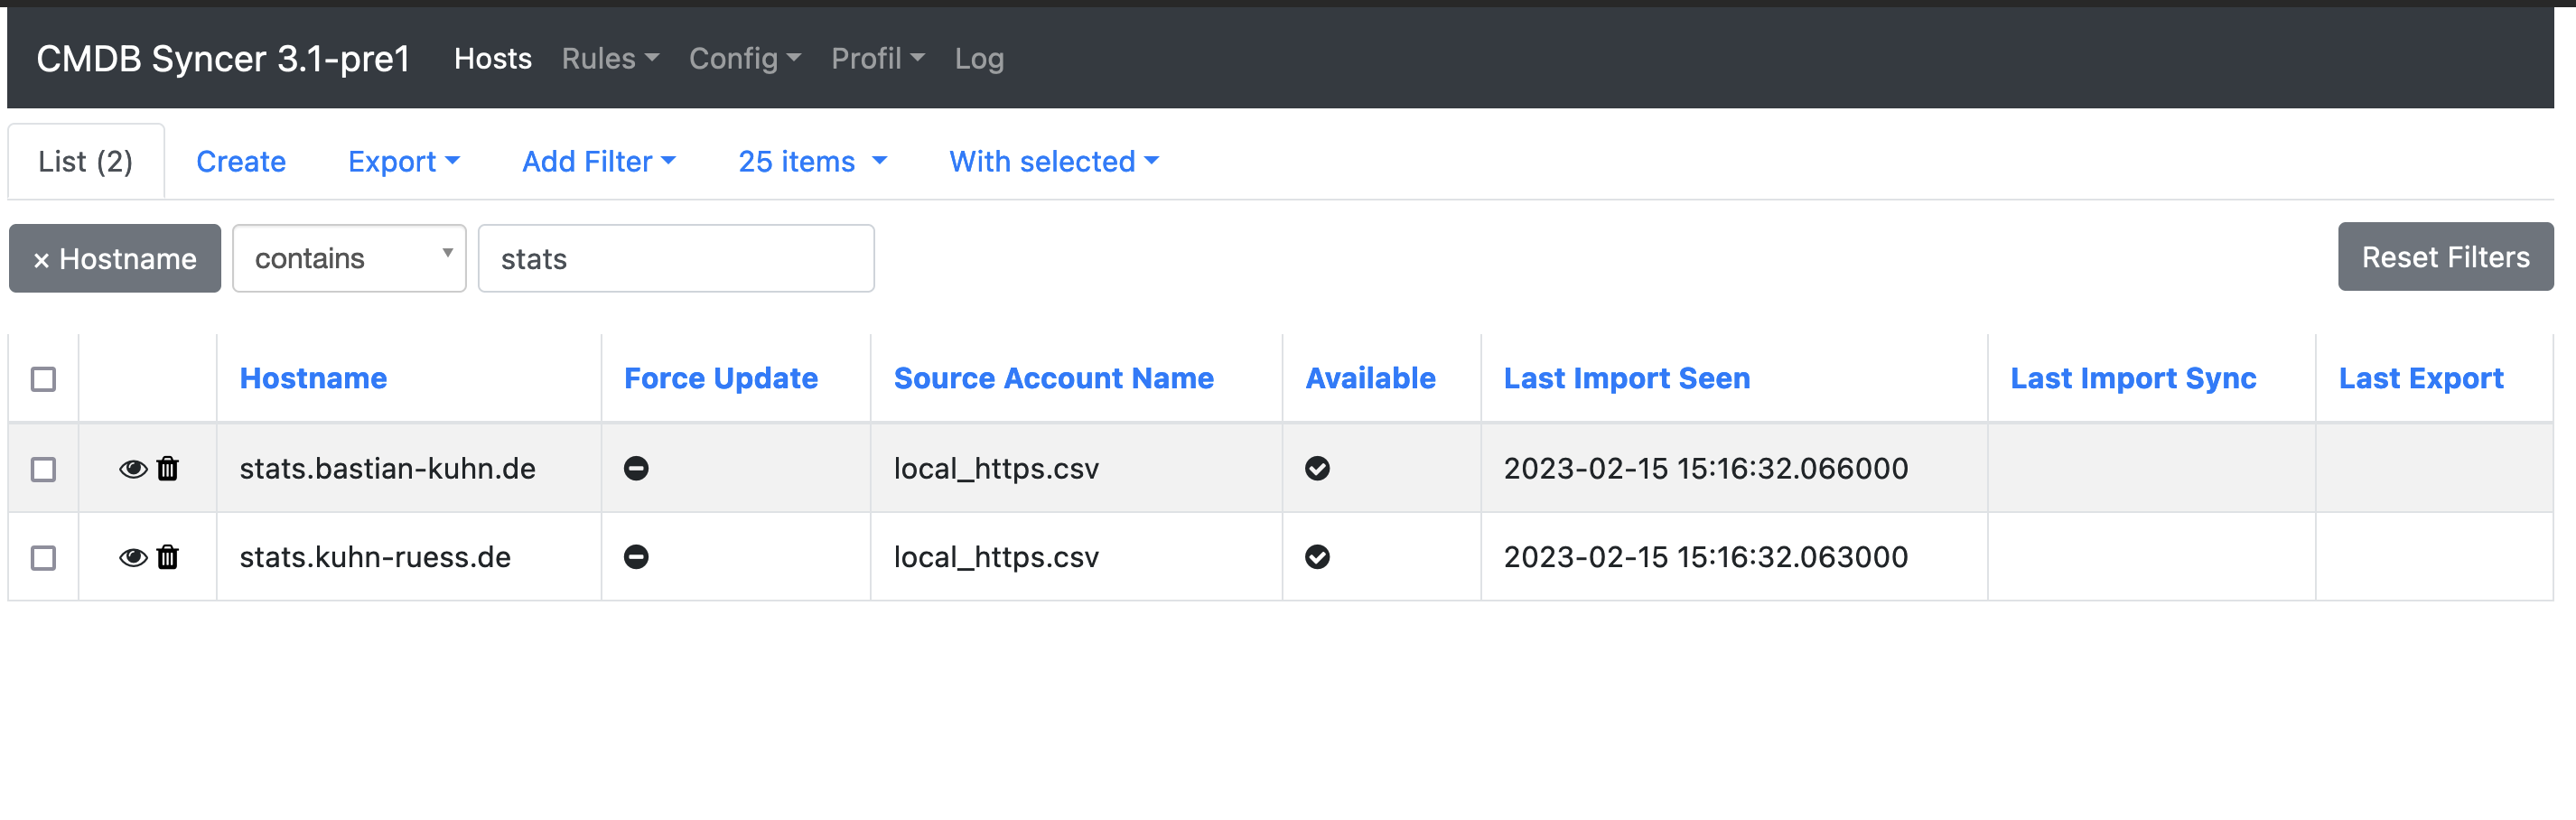 CMDB Syncer 3.1-pre1 Hosts Rules Config Profil Log
List (2) Create Export Add Filter 25 items With selected
× Hostname contains stats Reset Filters
Hostname Force Update Source Account Name Available Last Import Seen Last Import Sync Last Export
stats.bastian-kuhn.de local_https.csv 2023-02-15 15:16:32.066000
stats.kuhn-ruess.de local_https.csv 2023-02-15 15:16:32.063000